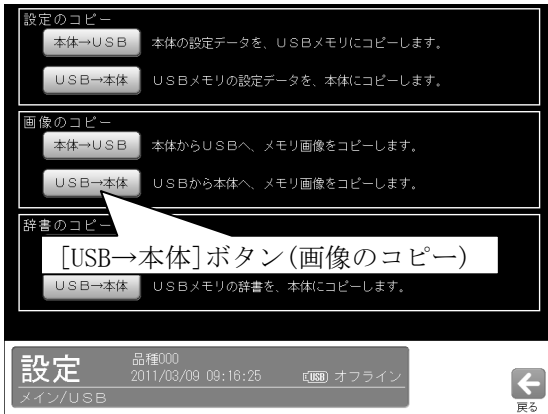 設定のコピー
本体→USB 本体の設定データを、USBメモリにコピーします。
USB→本体 USBメモリの設定データを、本体にコピーします。
画像のコピー
本体→USB 本体からUSBへ、メモリ画像をコピーします。
USB→本体 USBから本体へ、メモリ画像をコピーします。
辞書のコピー
[USB→本体]ボタン(画像のコピー)
USB→本体 USBメモリの辞書を、本体にコピーします。
設定 品種000
2011/03/09 09:16:25 USB オフライン
メイン/USB
戻る